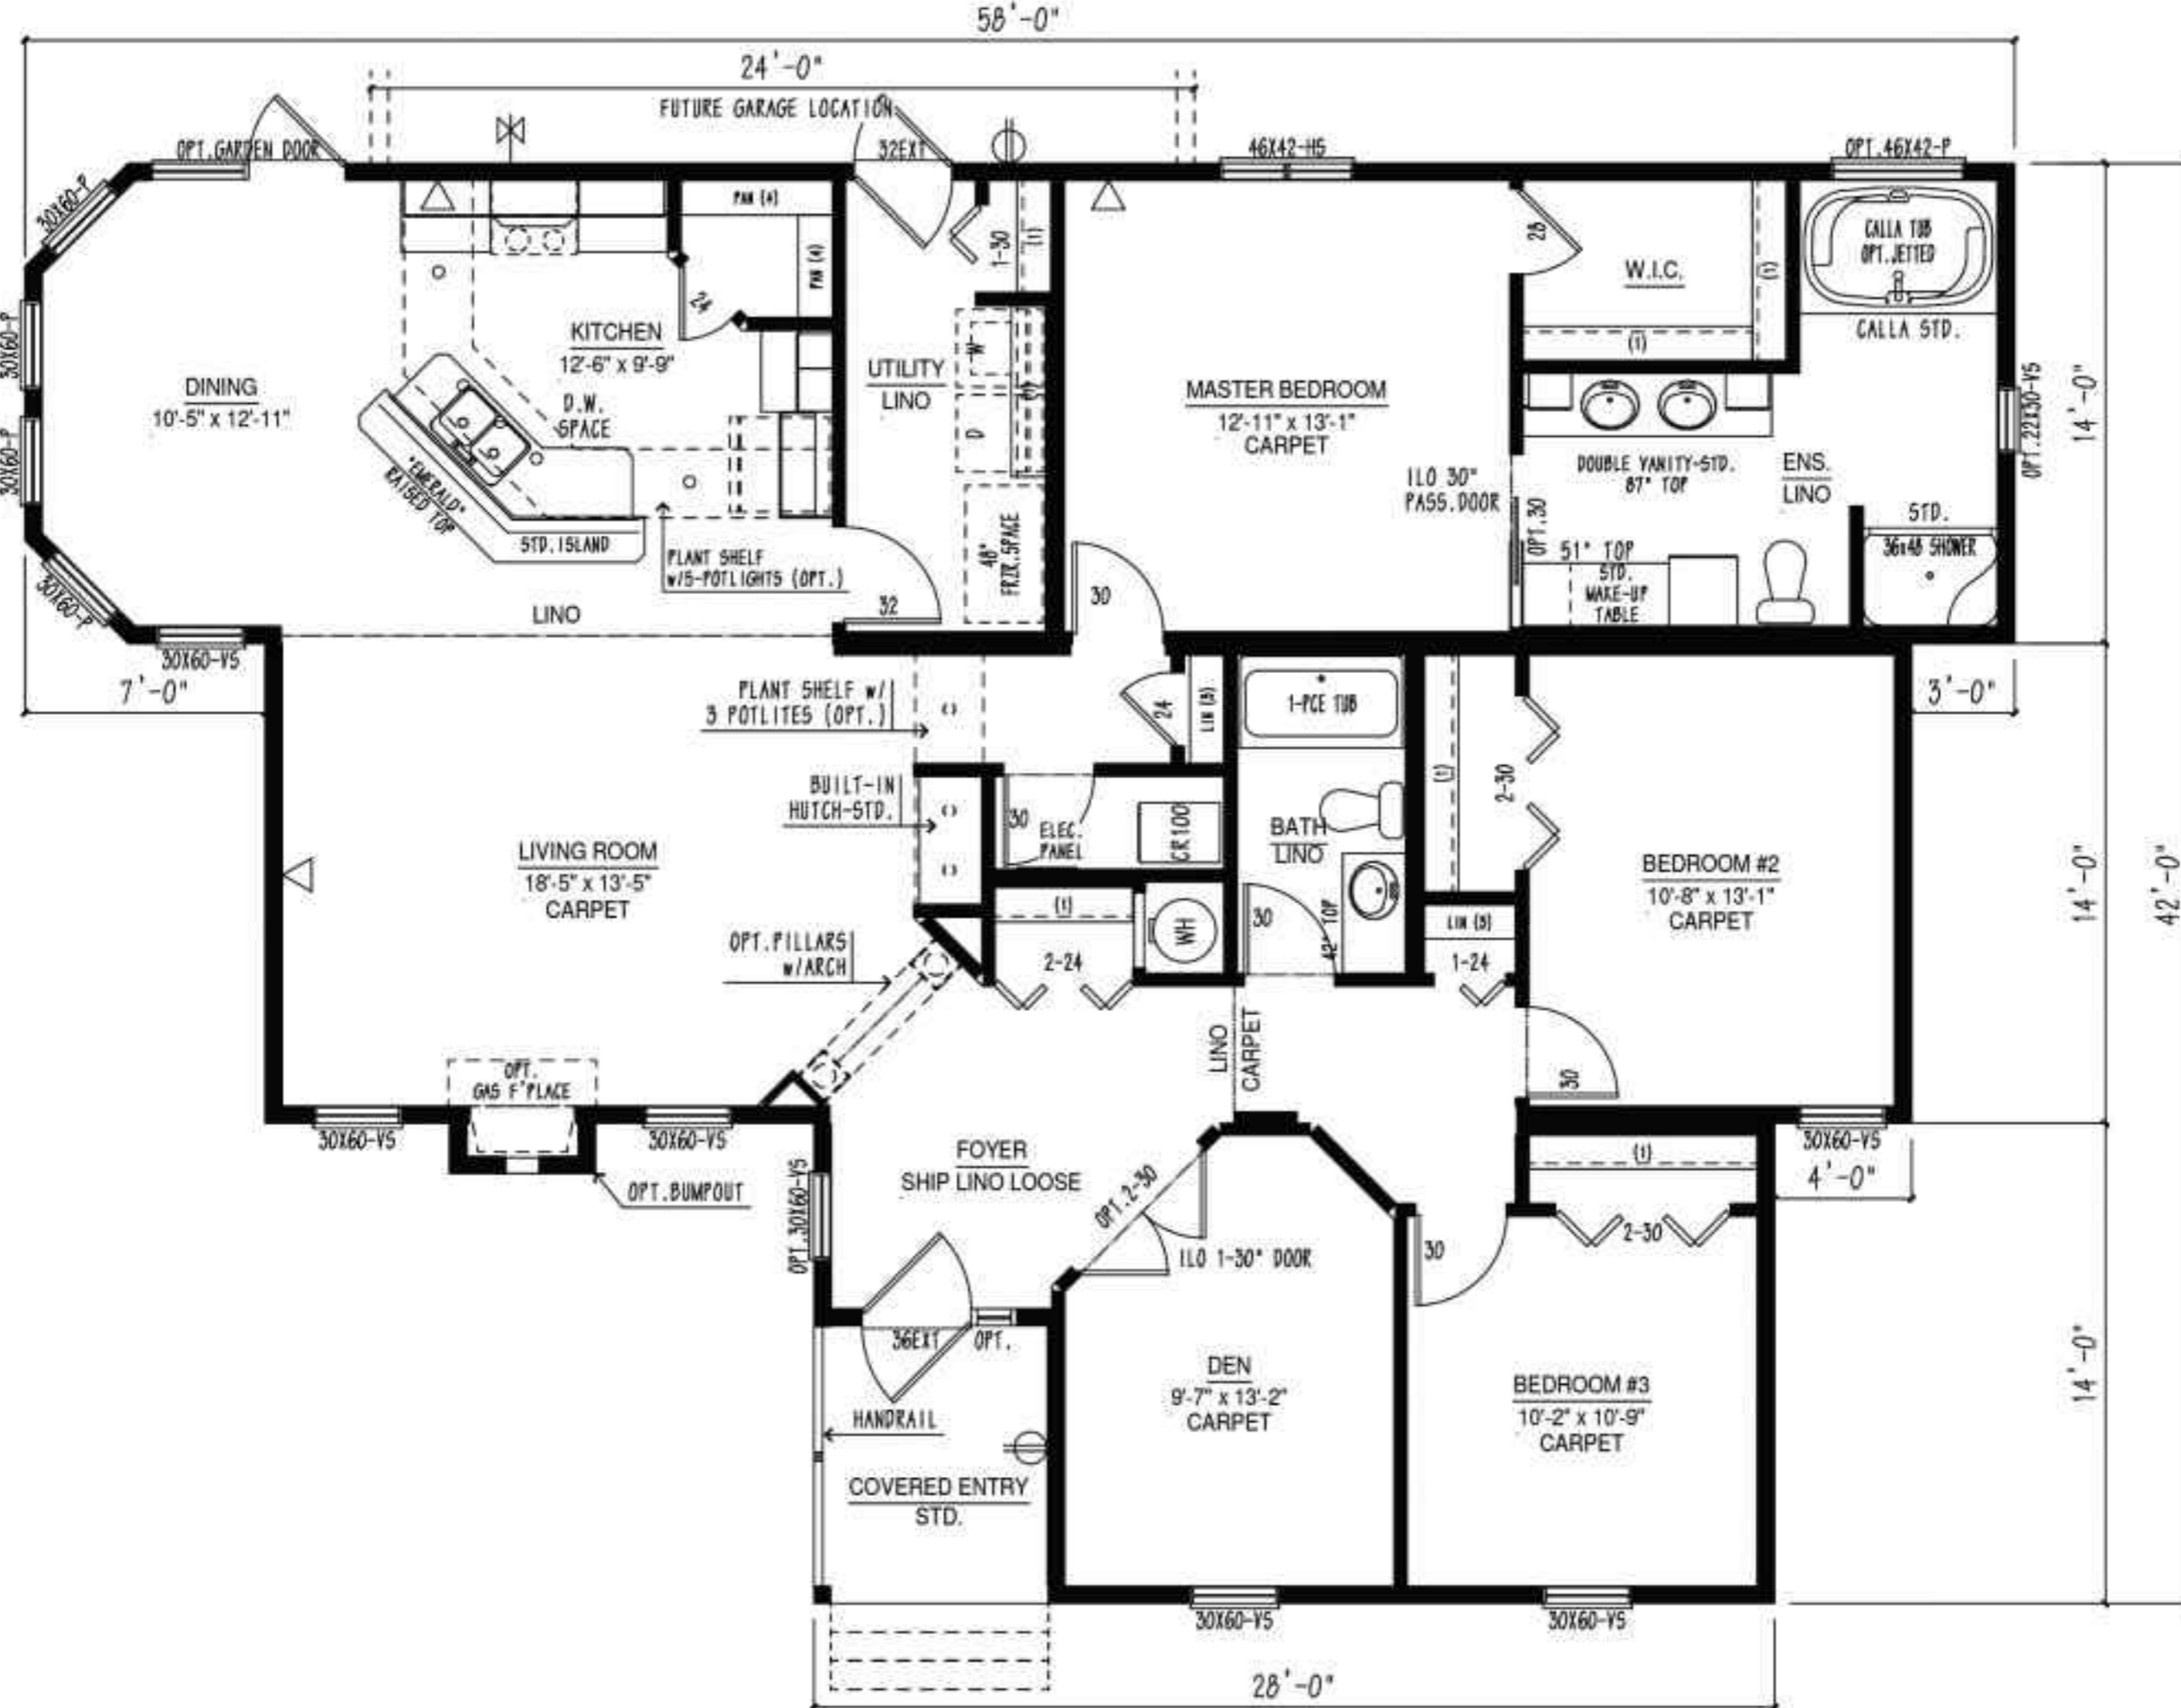 58'-0"
24'-0"
FUTURE GARAGE LOCATION
OPT.GARDEN DOOR
32EXT
46X42-HS
OPT.46X42-P
30X60-P
30X60-P
30X60-P
30X60-P
30X60-VS
7'-0"
DINING
10'-5" x 12'-11"
KITCHEN
12'-6" x 9'-9"
D.W.
SPACE
PAN (4)
PAN (4)
24
"EMERALD"
RAISED TOP
STD.ISLAND
PLANT SHELF
w/5-POTLIGHTS (OPT.)
LINO
UTILITY
LINO
1-30
(1)
W
D
(1)
48"
FRZR.SPACE
32
MASTER BEDROOM
12'-11" x 13'-1"
CARPET
30
28
W.I.C.
(1)
(1)
CALLA TUB
OPT.JETTED
CALLA STD.
OPT.22X30-VS
14'-0"
DOUBLE VANITY-STD.
87" TOP
ENS.
LINO
ILO 30"
PASS.DOOR
OPT.30
51" TOP
STD.
MAKE-UP
TABLE
STD.
36x48 SHOWER
3'-0"
PLANT SHELF w/
3 POTLITES (OPT.)
24
LIN (5)
1-PCE TUB
BUILT-IN
HUTCH-STD.
30
ELEC.
PANEL
CR100
BATH
LINO
30
42" TOP
(1)
2-30
LIVING ROOM
18'-5" x 13'-5"
CARPET
BEDROOM #2
10'-8" x 13'-1"
CARPET
14'-0"
42'-0"
(1)
2-24
WH
LIN (5)
1-24
OPT.PILLARS
w/ARCH
LINO
CARPET
30
OPT.
GAS F'PLACE
30X60-VS
30X60-VS
30X60-VS
4'-0"
OPT.BUMPOUT
FOYER
SHIP LINO LOOSE
OPT.30X60-VS
OPT.2-30
ILO 1-30" DOOR
30
(1)
2-30
36EXT
OPT.
HANDRAIL
COVERED ENTRY
STD.
DEN
9'-7" x 13'-2"
CARPET
BEDROOM #3
10'-2" x 10'-9"
CARPET
14'-0"
30X60-VS
30X60-VS
28'-0"